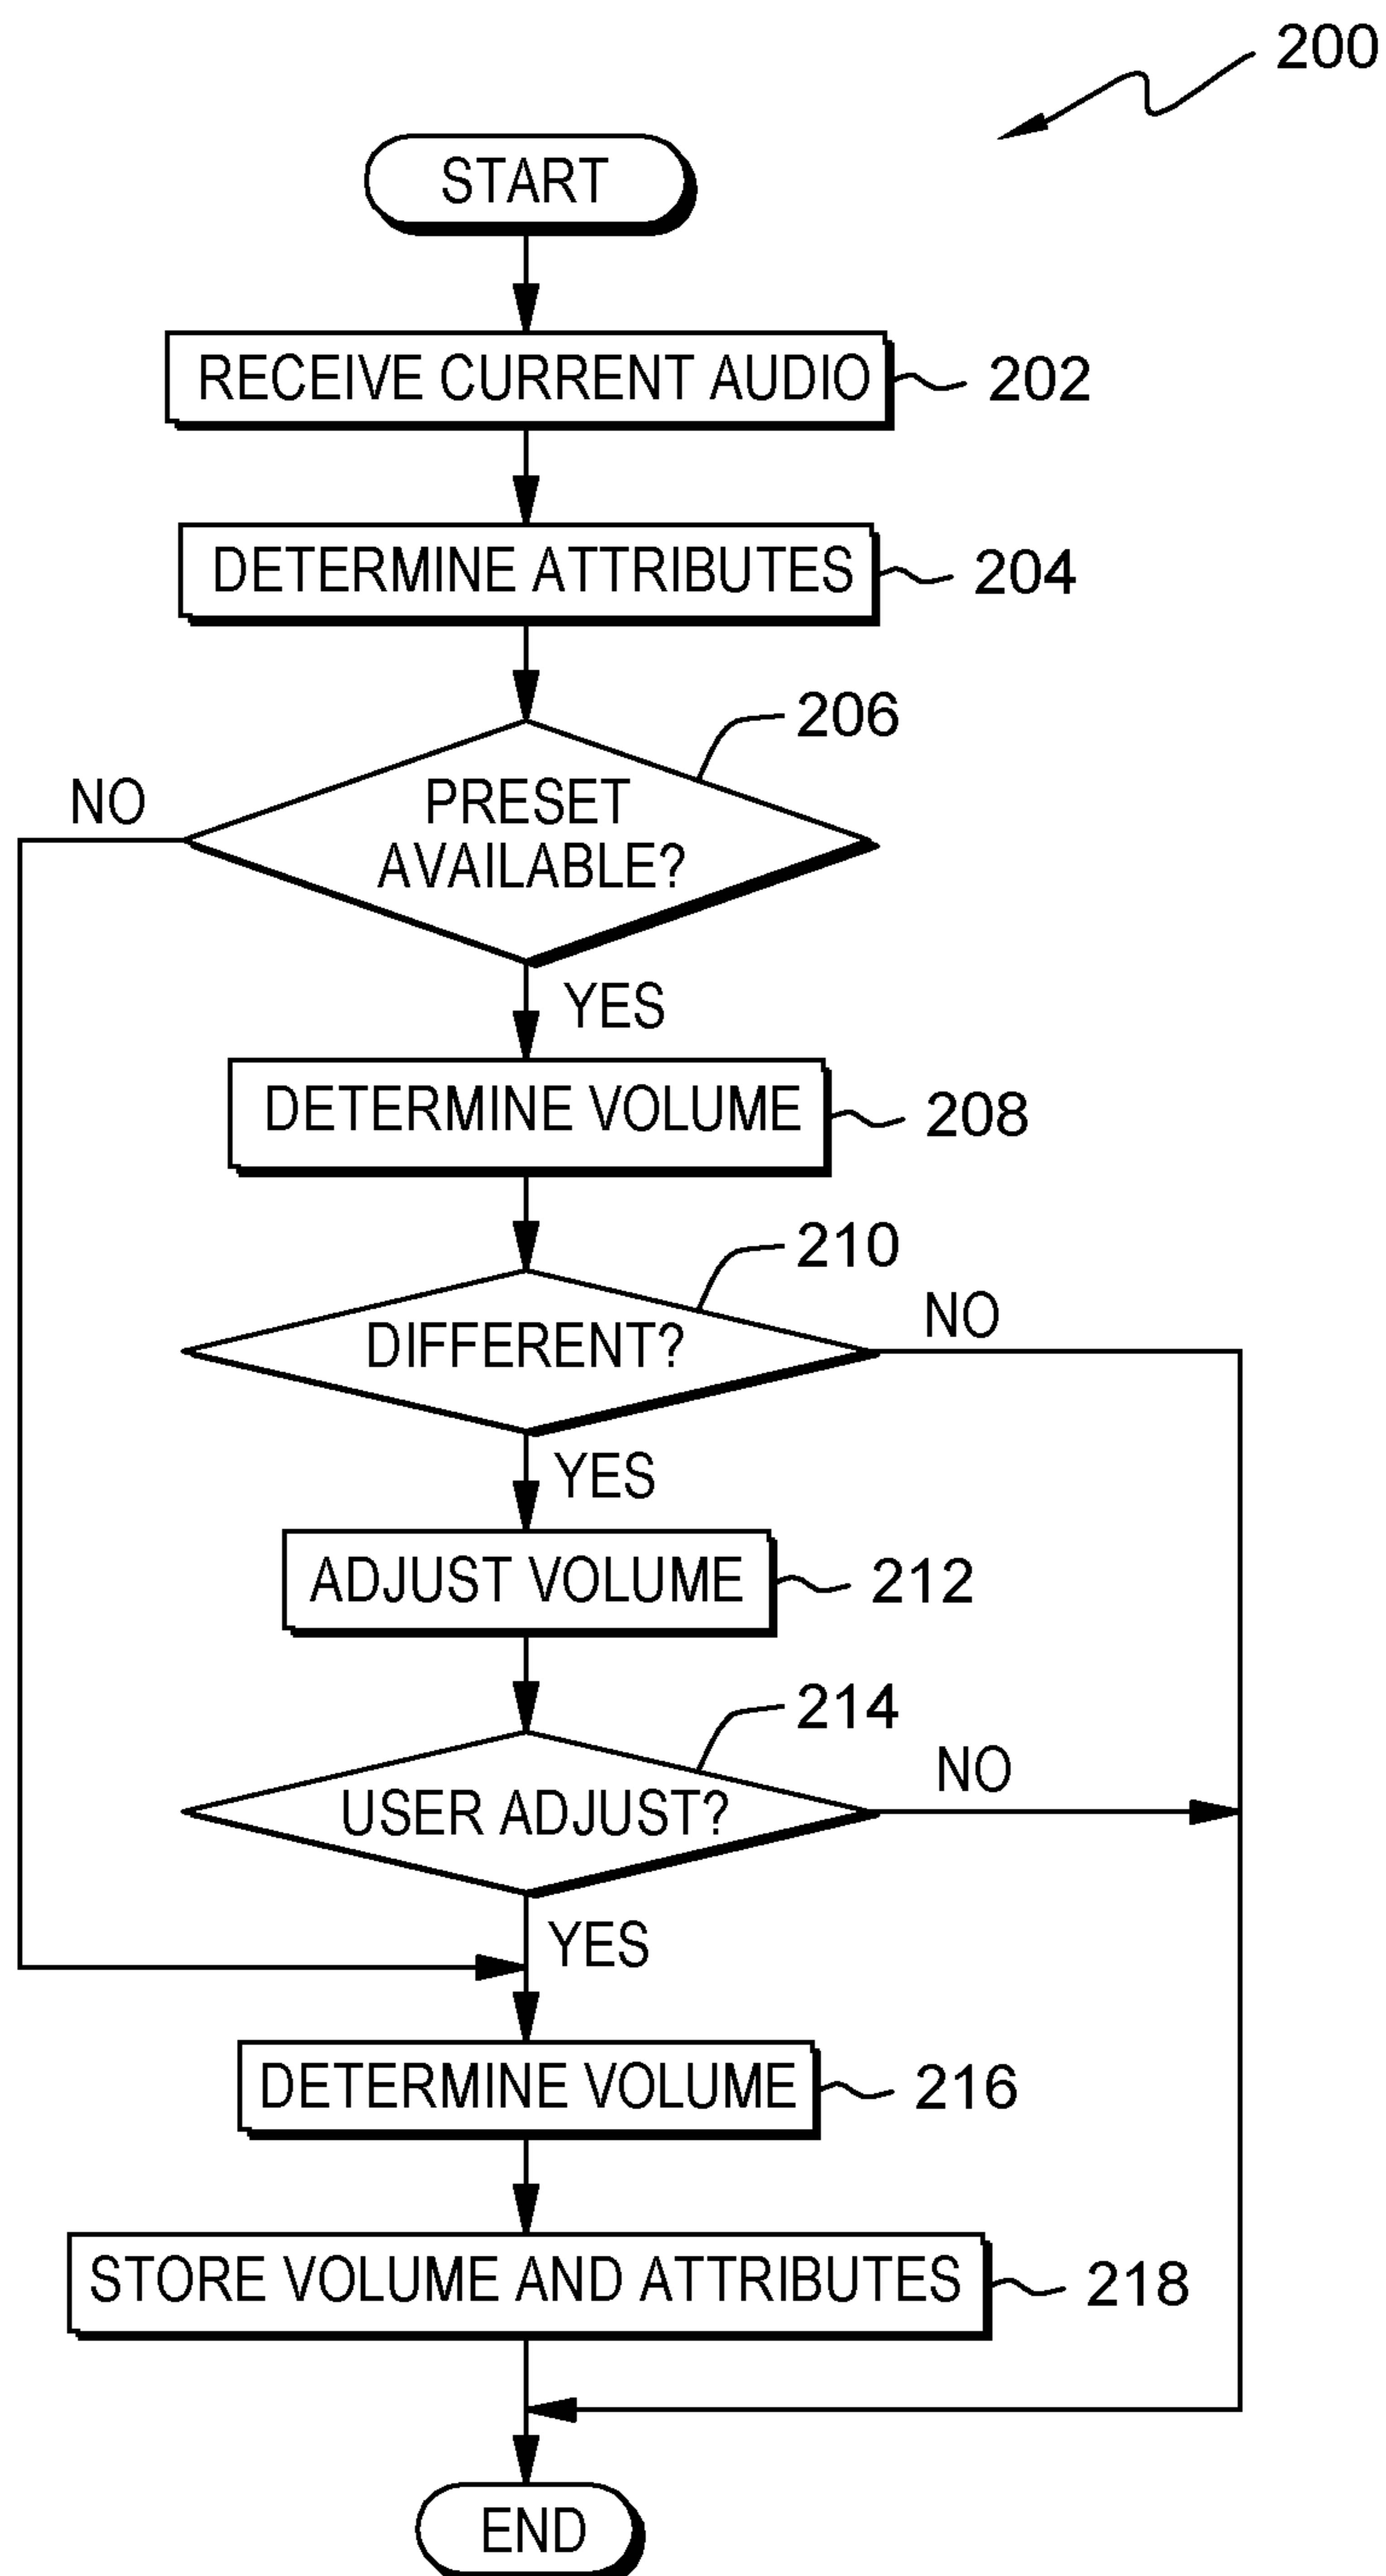 200
START
RECEIVE CURRENT AUDIO
202
DETERMINE ATTRIBUTES
204
206
PRESET
AVAILABLE?
NO
YES
DETERMINE VOLUME
208
210
DIFFERENT?
NO
YES
ADJUST VOLUME
212
214
USER ADJUST?
NO
YES
DETERMINE VOLUME
216
STORE VOLUME AND ATTRIBUTES
218
END